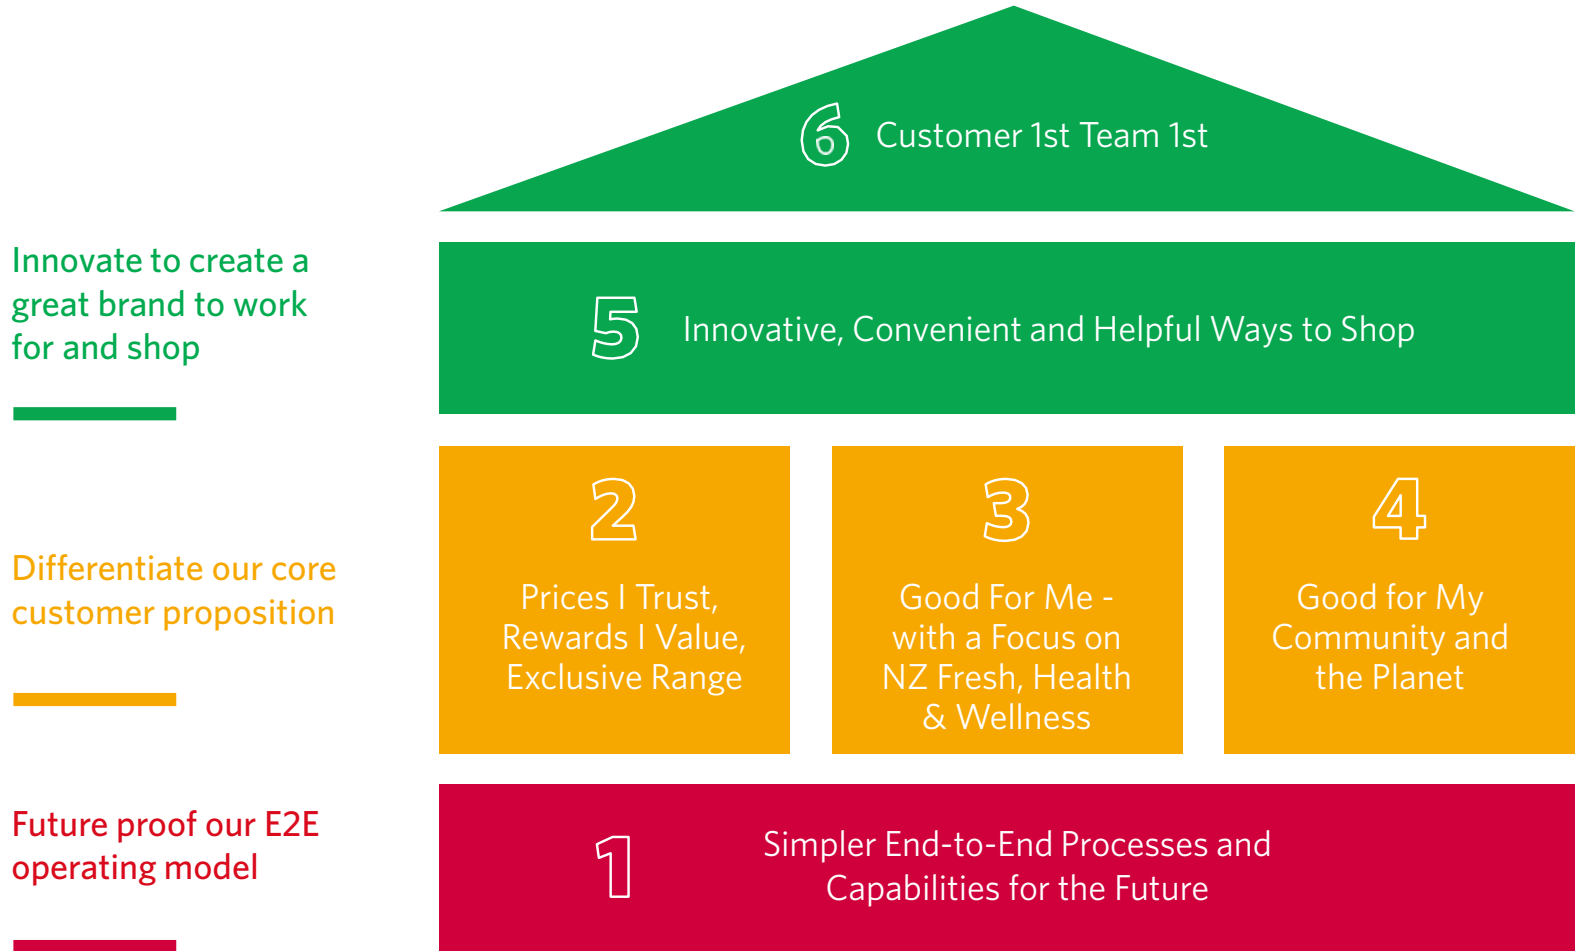 6 Customer 1st Team 1st
Innovate to create a
great brand to work
for and shop
5 Innovative, Convenient and Helpful Ways to Shop
Differentiate our core
customer proposition
2
Prices I Trust,
Rewards I Value,
Exclusive Range
3
Good For Me -
with a Focus on
NZ Fresh, Health
& Wellness
4
Good for My
Community and
the Planet
Future proof our E2E
operating model
1
Simpler End-to-End Processes and
Capabilities for the Future